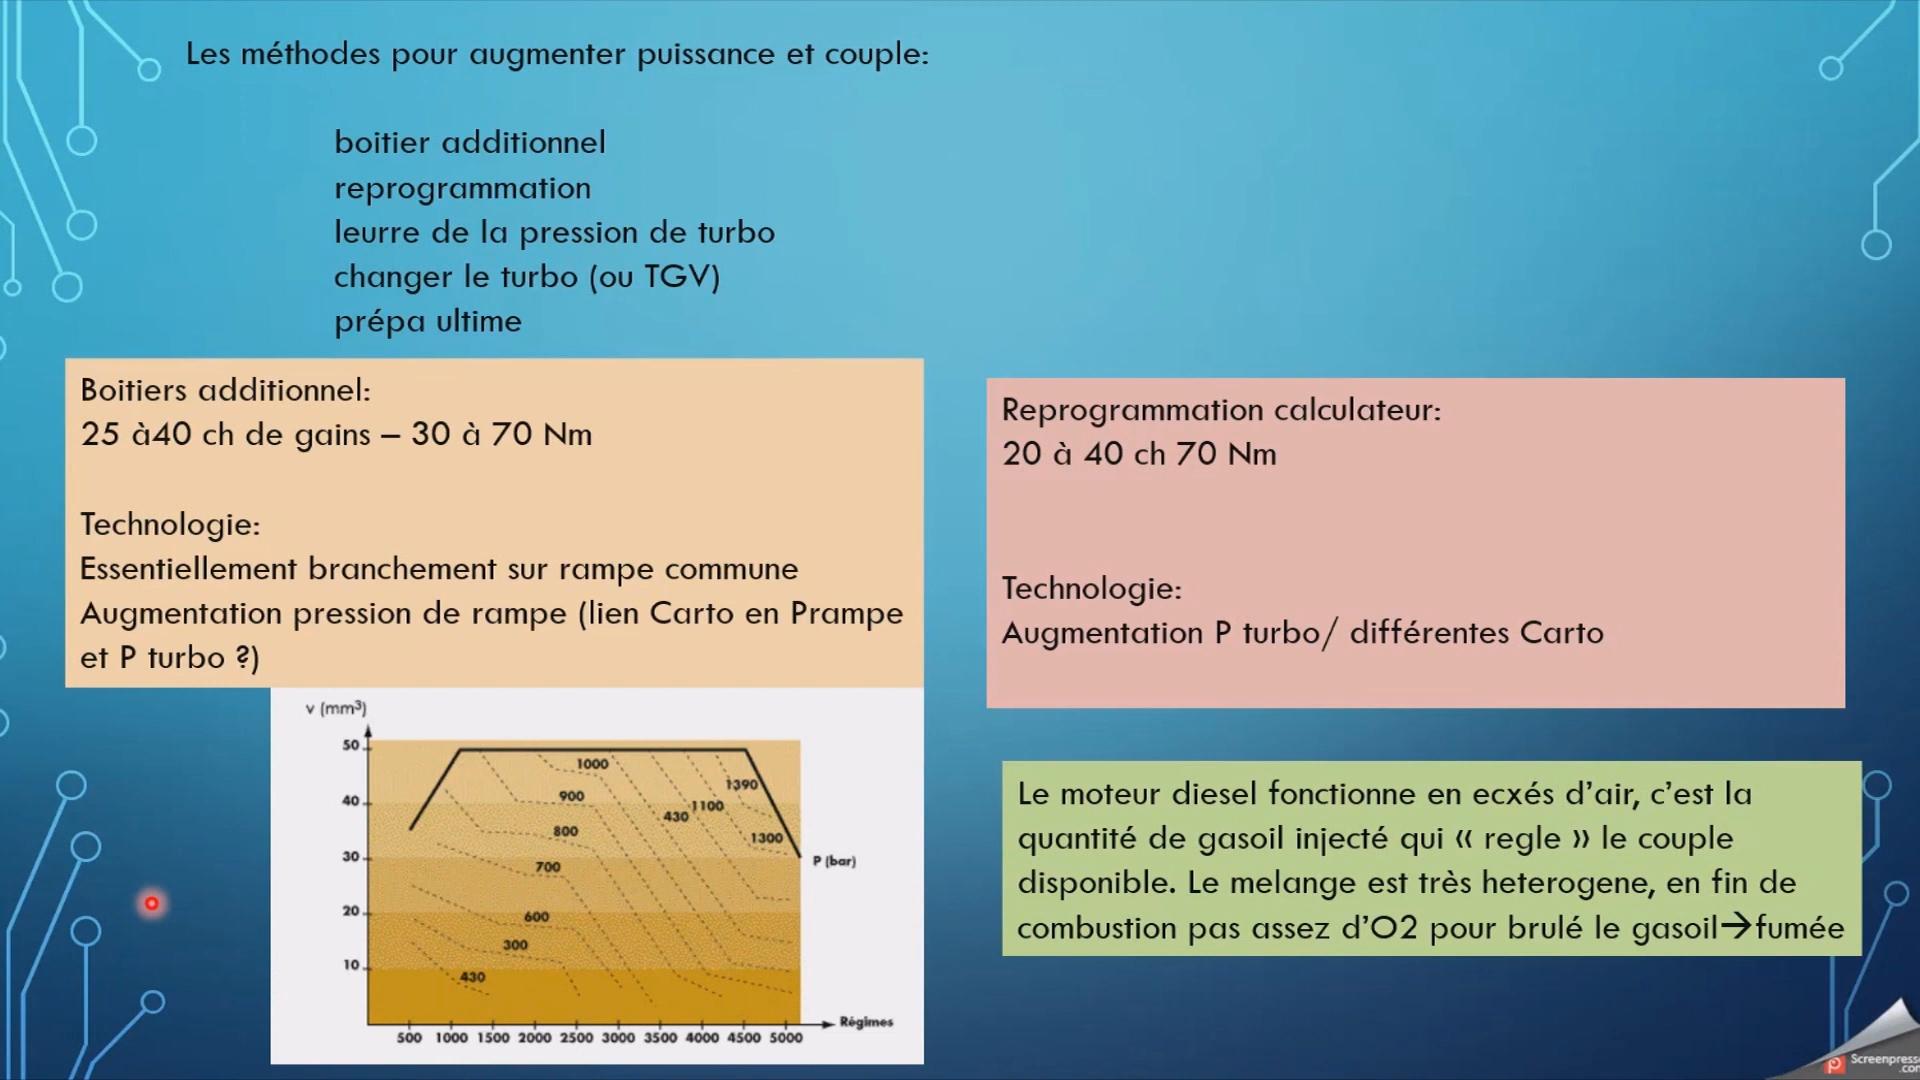 Les méthodes pour augmenter puissance et couple:
boitier additionnel
reprogrammation
leurre de la pression de turbo
changer le turbo (ou TGV)
prépa ultime
Boitiers additionnel:
25 à40 ch de gains – 30 à 70 Nm
Technologie:
Essentiellement branchement sur rampe commune
Augmentation pression de rampe (lien Carto en Prampe
et P turbo ?)
Reprogrammation calculateur:
20 à 40 ch 70 Nm
Technologie:
Augmentation P turbo/ différentes Carto
v (mm³)
50
40
30
20
10
1000
1390
900
1100
430
800
1300
700
P (bar)
600
300
430
Régimes
500 1000 1500 2000 2500 3000 3500 4000 4500 5000
Le moteur diesel fonctionne en ecxés d’air, c’est la
quantité de gasoil injecté qui « regle » le couple
disponible. Le melange est très heterogene, en fin de
combustion pas assez d’O2 pour brulé le gasoil→fumée
Screenpresso
.com